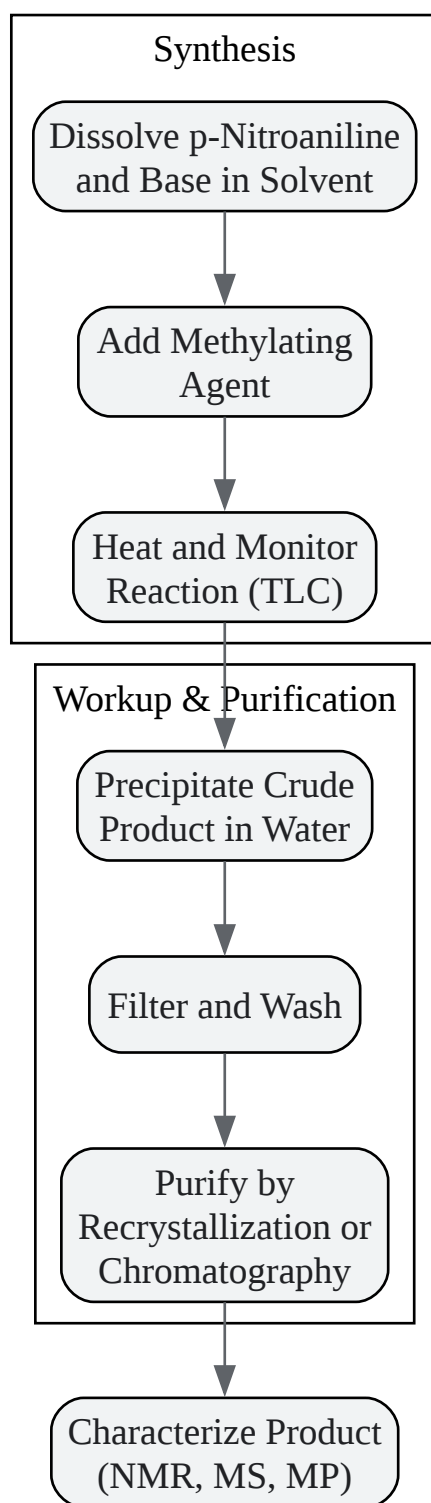 Synthesis
Dissolve p-Nitroaniline
and Base in Solvent
Add Methylating
Agent
Heat and Monitor
Reaction (TLC)
Workup & Purification
Precipitate Crude
Product in Water
Filter and Wash
Purify by
Recrystallization or
Chromatography
Characterize Product
(NMR, MS, MP)